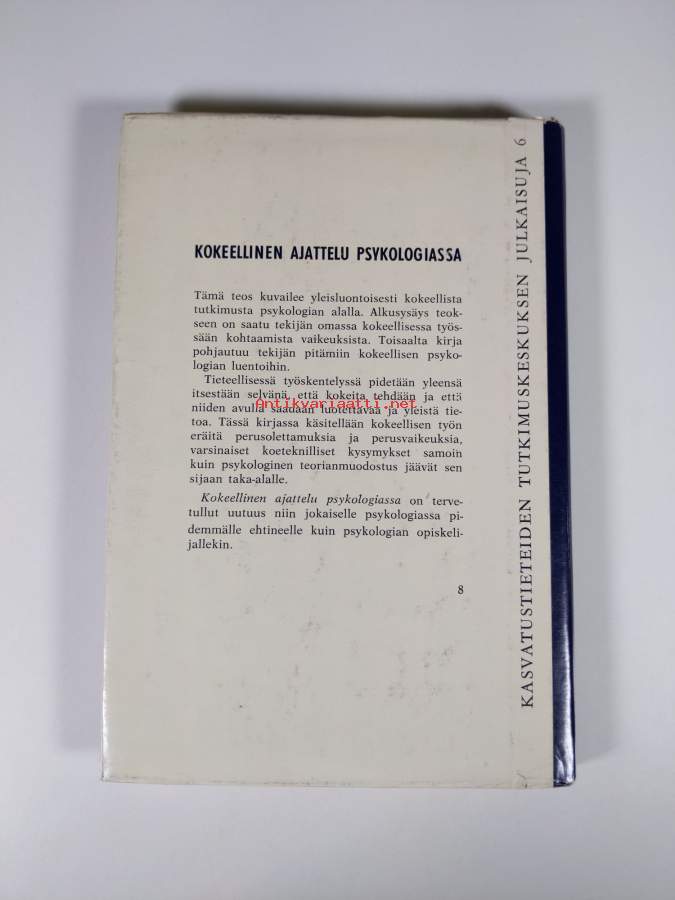 KOKEELLINEN AJATTELU PSYKOLOGIASSA
Tämä teos kuvailee yleisluontoisesti kokeellista
tutkimusta psykologian alalla. Alkusysäys teok-
seen on saatu tekijän omassa kokeellisessa työs-
sään kohtaamista vaikeuksista. Toisaalta kirja
pohjautuu tekijän pitämiin kokeellisen psyko-
logian luentoihin.
Tieteellisessä työskentelyssä pidetään yleensä
itsestään selvänä, että kokeita tehdään ja että
niiden avulla saadaan luotettavaa ja yleistä tie-
toa. Tässä kirjassa käsitellään kokeellisen työn
eräitä perusolettamuksia ja perusvaikeuksia,
varsinaiset koeteknilliset kysymykset samoin
kuin psykologinen teorianmuodostus jäävät sen
sijaan taka-alalle.
Kokeellinen ajattelu psykologiassa on terve-
tullut uutuus niin jokaiselle psykologiassa pi-
demmälle ehtineelle kuin psykologian opiskeli-
jallekin.
8
KASVATUSTIETEIDEN TUTKIMUSKESKUKSEN JULKAISUJA 6
Antikvariaatti.net